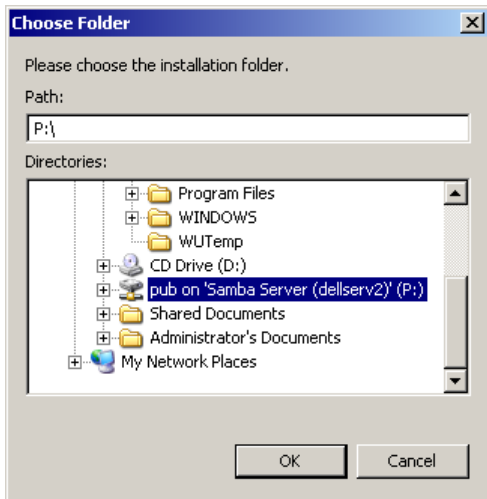 Choose Folder
Please choose the installation folder.
Path:
P:\
Directories:
Program Files
WINDOWS
WUTemp
CD Drive (D:)
pub on 'Samba Server (dellserv2)' (P:)
Shared Documents
Administrator's Documents
My Network Places
OK Cancel